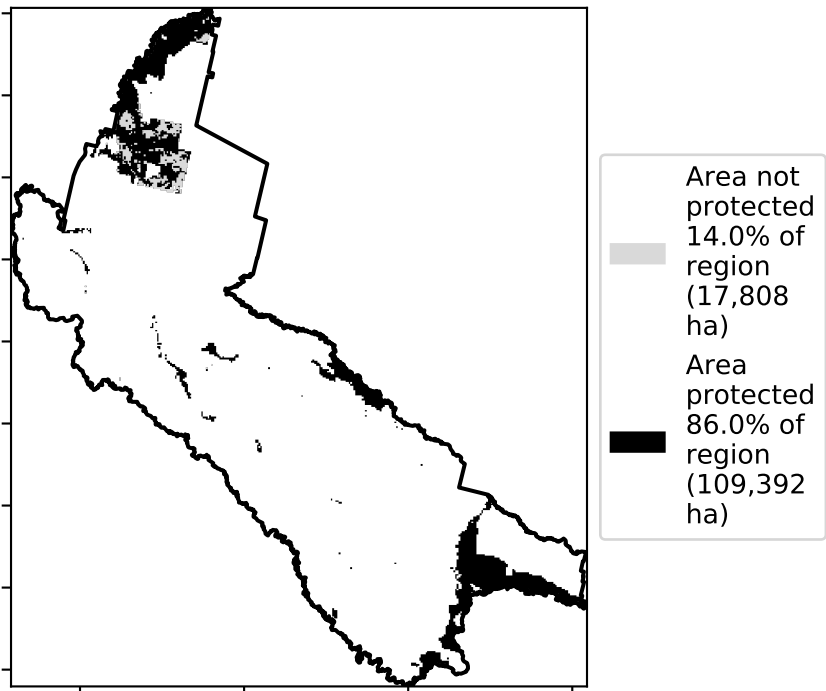 Area not
protected
14.0% of
region
(17,808
ha)
Area
protected
86.0% of
region
(109,392
ha)